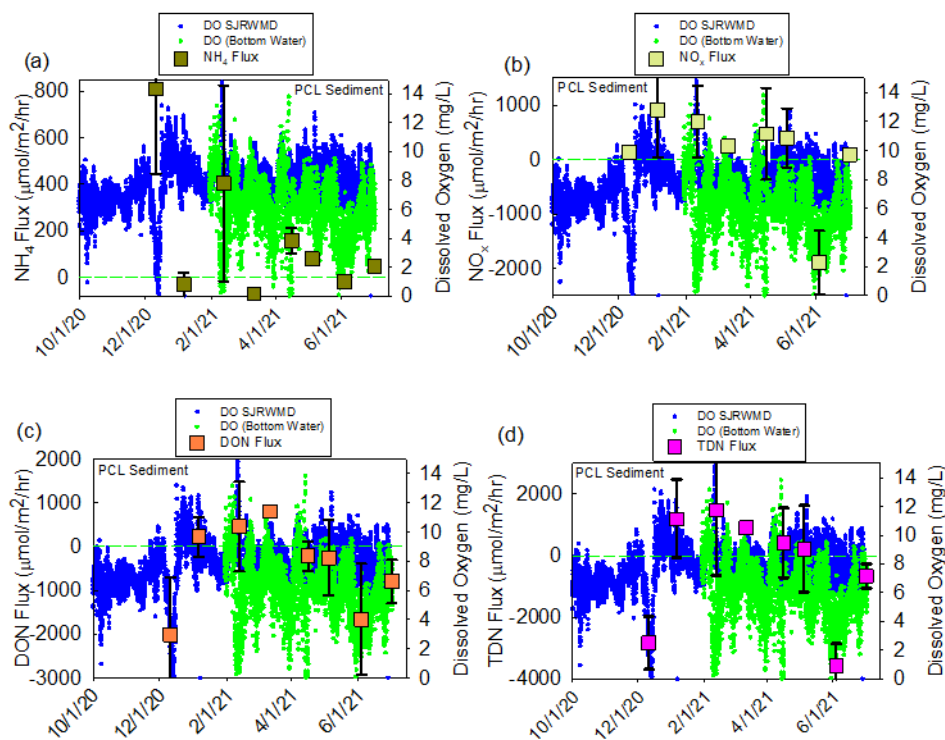 DO SJRWMD
DO (Bottom Water)
NH4 Flux
(a)
PCL Sediment
800
600
400
200
0
NH4 Flux (μmol/m2/hr)
14
12
10
8
6
4
2
0
Dissolved Oxygen (mg/L)
10/1/20
12/1/20
2/1/21
4/1/21
6/1/21
DO SJRWMD
DO (Bottom Water)
NOx Flux
(b)
PCL Sediment
1000
0
-1000
-2000
NOx Flux (μmol/m2/hr)
14
12
10
8
6
4
2
0
Dissolved Oxygen (mg/L)
10/1/20
12/1/20
2/1/21
4/1/21
6/1/21
DO SJRWMD
DO (Bottom Water)
DON Flux
(c)
PCL Sediment
2000
1000
0
-1000
-2000
-3000
DON Flux (μmol/m2/hr)
14
12
10
8
6
4
2
0
Dissolved Oxygen (mg/L)
10/1/20
12/1/20
2/1/21
4/1/21
6/1/21
DO SJRWMD
DO (Bottom Water)
TDN Flux
(d)
PCL Sediment
2000
0
-2000
-4000
TDN Flux (μmol/m2/hr)
14
12
10
8
6
4
2
0
Dissolved Oxygen (mg/L)
10/1/20
12/1/20
2/1/21
4/1/21
6/1/21